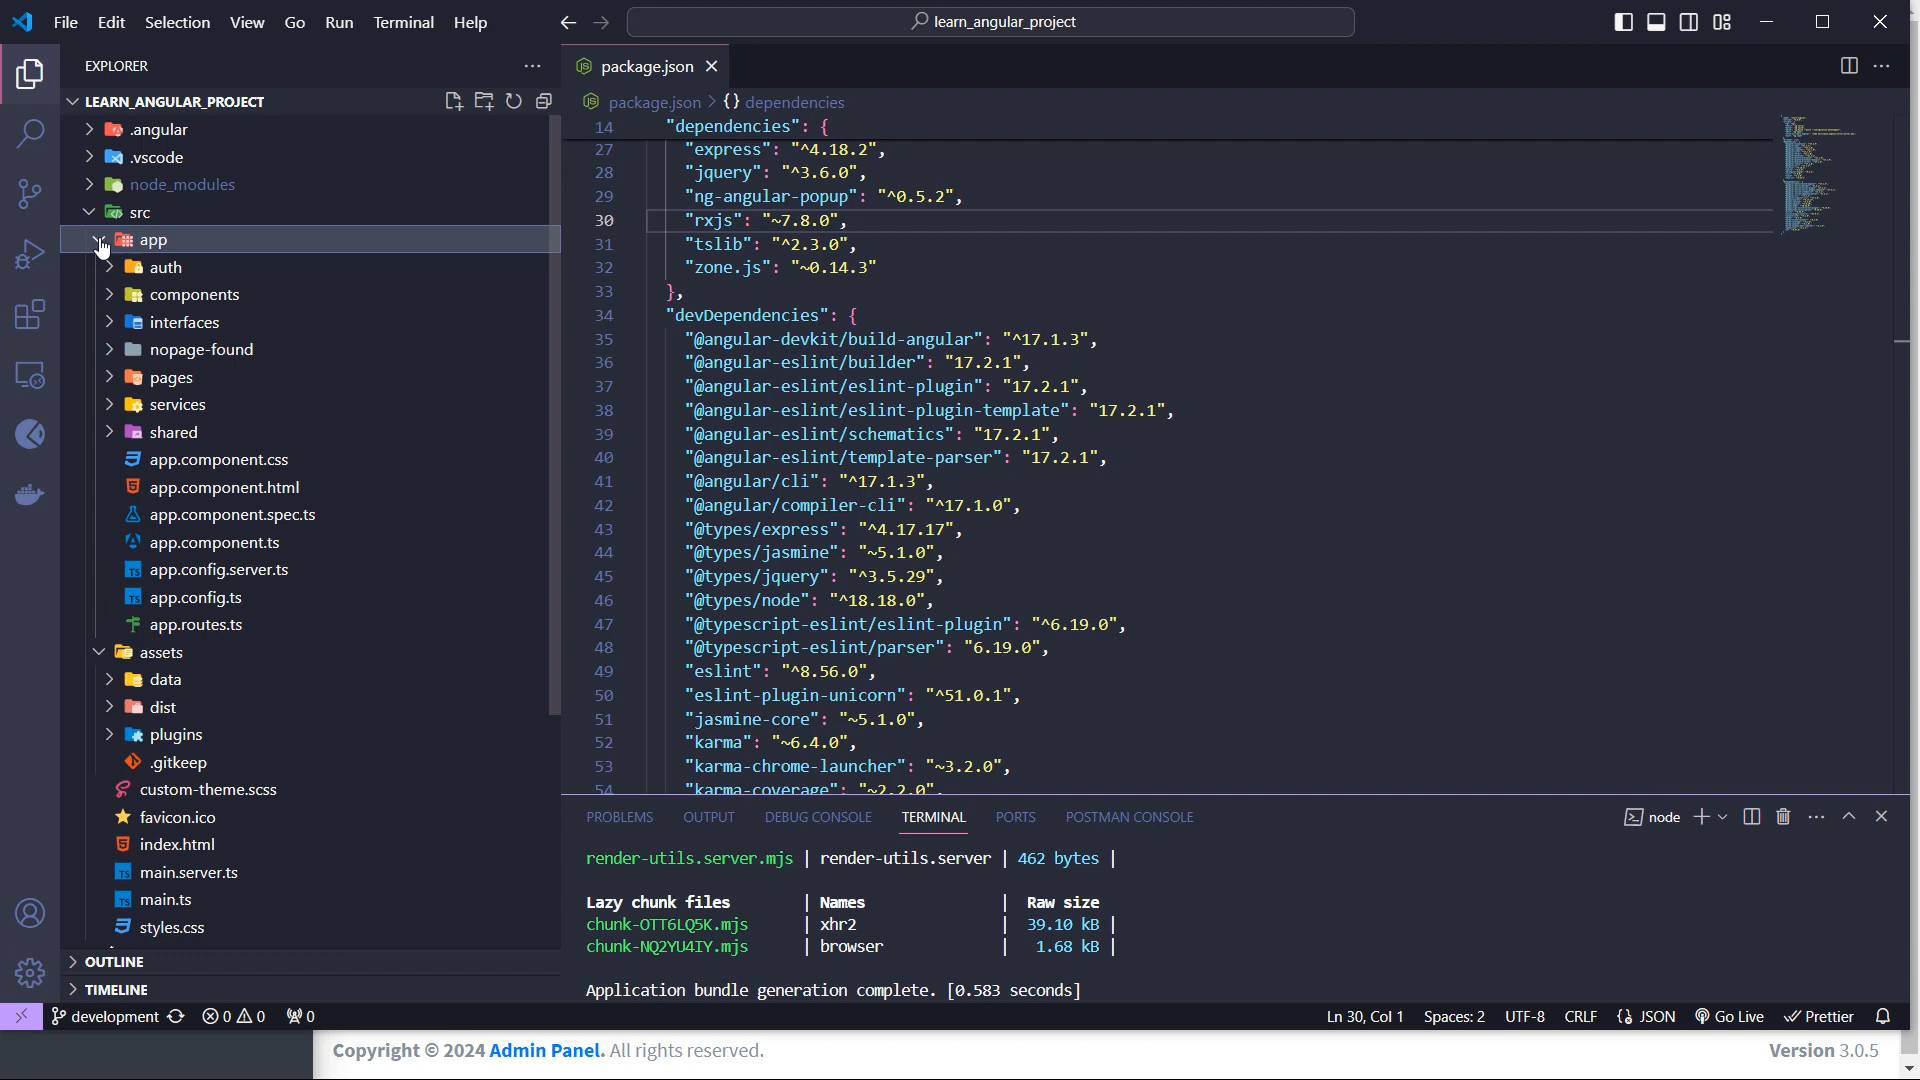 File Edit Selection View Go Run Terminal Help
learn_angular_project
EXPLORER
LEARN_ANGULAR_PROJECT
.angular
.vscode
node_modules
src
app
auth
components
interfaces
nopage-found
pages
services
shared
app.component.css
app.component.html
app.component.spec.ts
app.component.ts
app.config.server.ts
app.config.ts
app.routes.ts
assets
data
dist
plugins
.gitkeep
custom-theme.scss
favicon.ico
index.html
main.server.ts
main.ts
styles.css
OUTLINE
TIMELINE
package.json
package.json > {} dependencies
14 "dependencies": {
27 "express": "^4.18.2",
28 "jquery": "^3.6.0",
29 "ng-angular-popup": "^0.5.2",
30 "rxjs": "~7.8.0",
31 "tslib": "^2.3.0",
32 "zone.js": "~0.14.3"
33 },
34 "devDependencies": {
35 "@angular-devkit/build-angular": "^17.1.3",
36 "@angular-eslint/builder": "17.2.1",
37 "@angular-eslint/eslint-plugin": "17.2.1",
38 "@angular-eslint/eslint-plugin-template": "17.2.1",
39 "@angular-eslint/schematics": "17.2.1",
40 "@angular-eslint/template-parser": "17.2.1",
41 "@angular/cli": "^17.1.3",
42 "@angular/compiler-cli": "^17.1.0",
43 "@types/express": "^4.17.17",
44 "@types/jasmine": "~5.1.0",
45 "@types/jquery": "^3.5.29",
46 "@types/node": "^18.18.0",
47 "@typescript-eslint/eslint-plugin": "^6.19.0",
48 "@typescript-eslint/parser": "6.19.0",
49 "eslint": "^8.56.0",
50 "eslint-plugin-unicorn": "^51.0.1",
51 "jasmine-core": "~5.1.0",
52 "karma": "~6.4.0",
53 "karma-chrome-launcher": "~3.2.0",
54 "karma-coverage": "~2.2.0",
PROBLEMS OUTPUT DEBUG CONSOLE TERMINAL PORTS POSTMAN CONSOLE
node
render-utils.server.mjs | render-utils.server | 462 bytes |
Lazy chunk files | Names | Raw size
chunk-OTT6LQ5K.mjs | xhr2 | 39.10 kB |
chunk-NQ2YU4IY.mjs | browser | 1.68 kB |
Application bundle generation complete. [0.583 seconds]
development 0 0 0
Ln 30, Col 1 Spaces: 2 UTF-8 CRLF {} JSON Go Live Prettier
Copyright © 2024 Admin Panel. All rights reserved.
Version 3.0.5